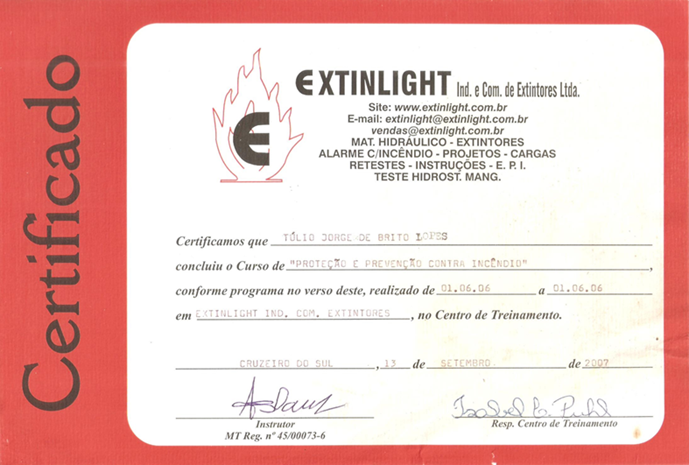 Certificado
E
EXTINLIGHT Ind. e Com. de Extintores Ltda.
Site: www.extinlight.com.br
E-mail: extinlight@extinlight.com.br
vendas@extinlight.com.br
MAT. HIDRÁULICO - EXTINTORES
ALARME C/INCÊNDIO - PROJETOS - CARGAS
RETESTES - INSTRUÇÕES - E. P. I.
TESTE HIDROST. MANG.
Certificamos que TÚLIO JORGE DE BRITO LOPES
concluiu o Curso de "PROTEÇÃO E PREVENÇÃO CONTRA INCÊNDIO",
conforme programa no verso deste, realizado de 01.06.06 a 01.06.06
em EXTINLIGHT IND. COM. EXTINTORES, no Centro de Treinamento.
CRUZEIRO DO SUL, 13 de SETEMBRO de 2007
Instrutor
MT Reg. nº 45/00073-6
Resp. Centro de Treinamento